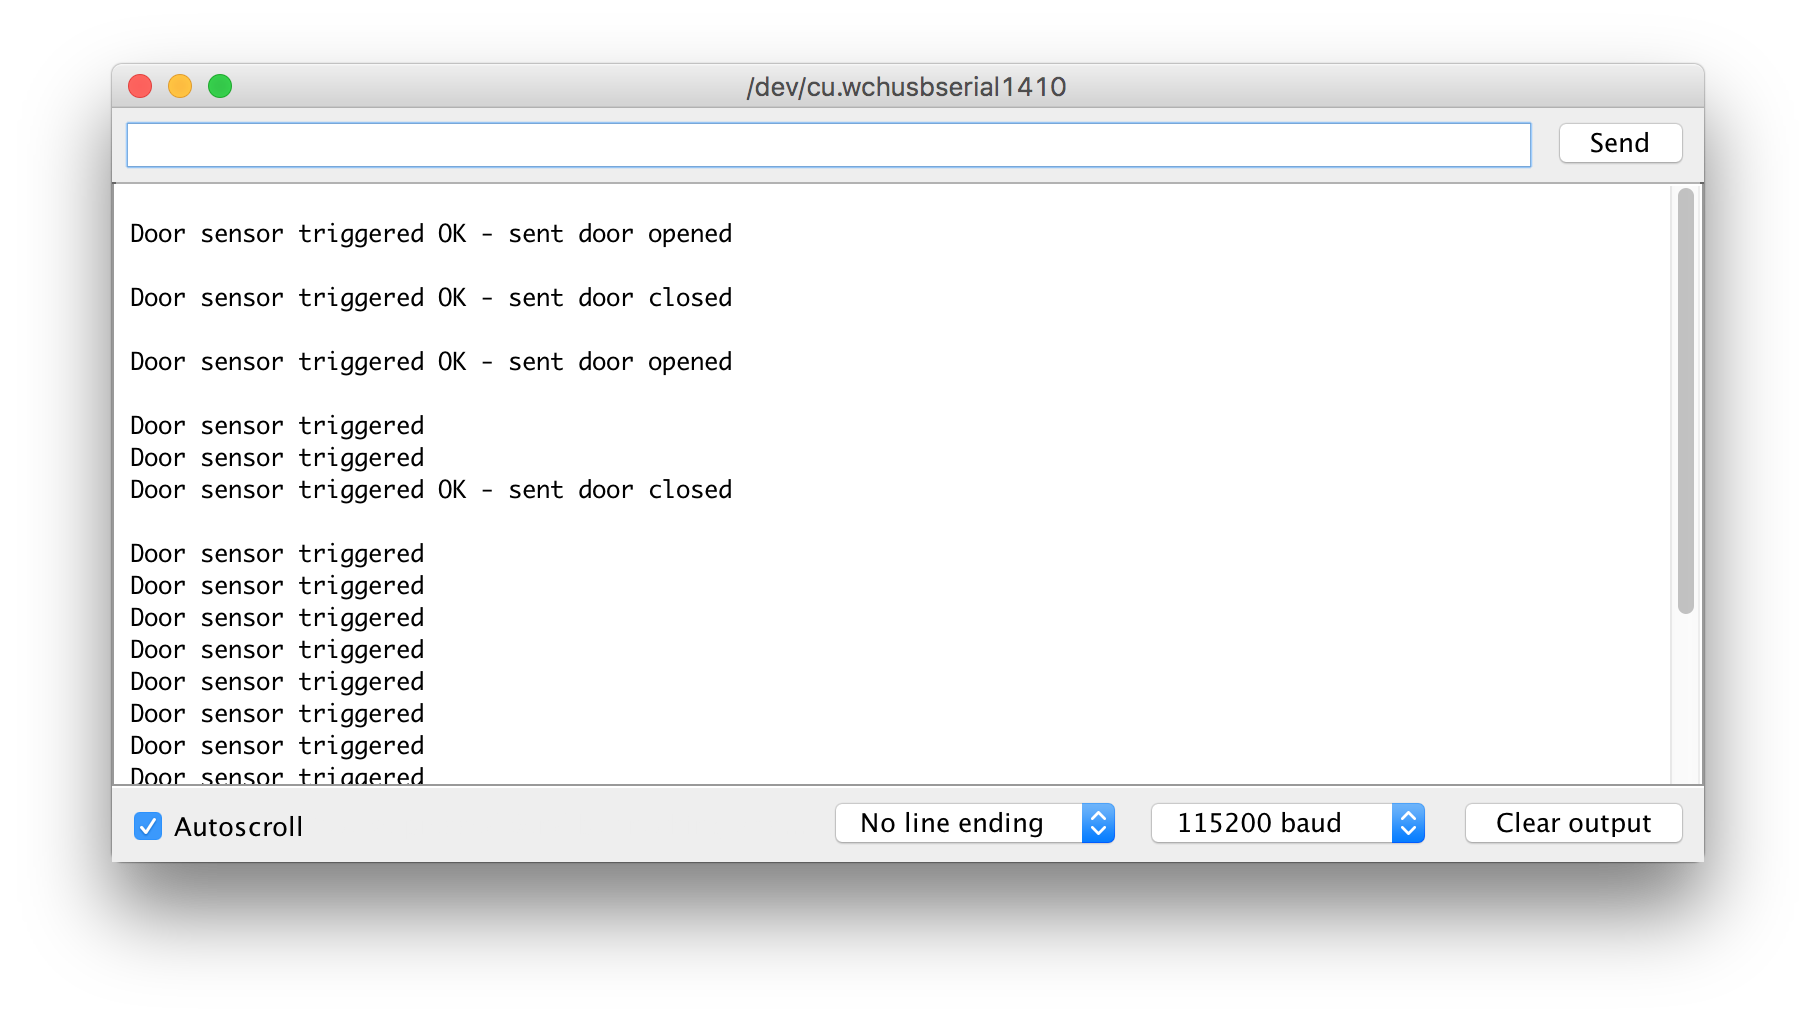 /dev/cu.wchusbserial1410
Send
Door sensor triggered OK - sent door opened
Door sensor triggered OK - sent door closed
Door sensor triggered OK - sent door opened
Door sensor triggered
Door sensor triggered
Door sensor triggered OK - sent door closed
Door sensor triggered
Door sensor triggered
Door sensor triggered
Door sensor triggered
Door sensor triggered
Door sensor triggered
Door sensor triggered
Door sensor triggered
Autoscroll
No line ending
115200 baud
Clear output